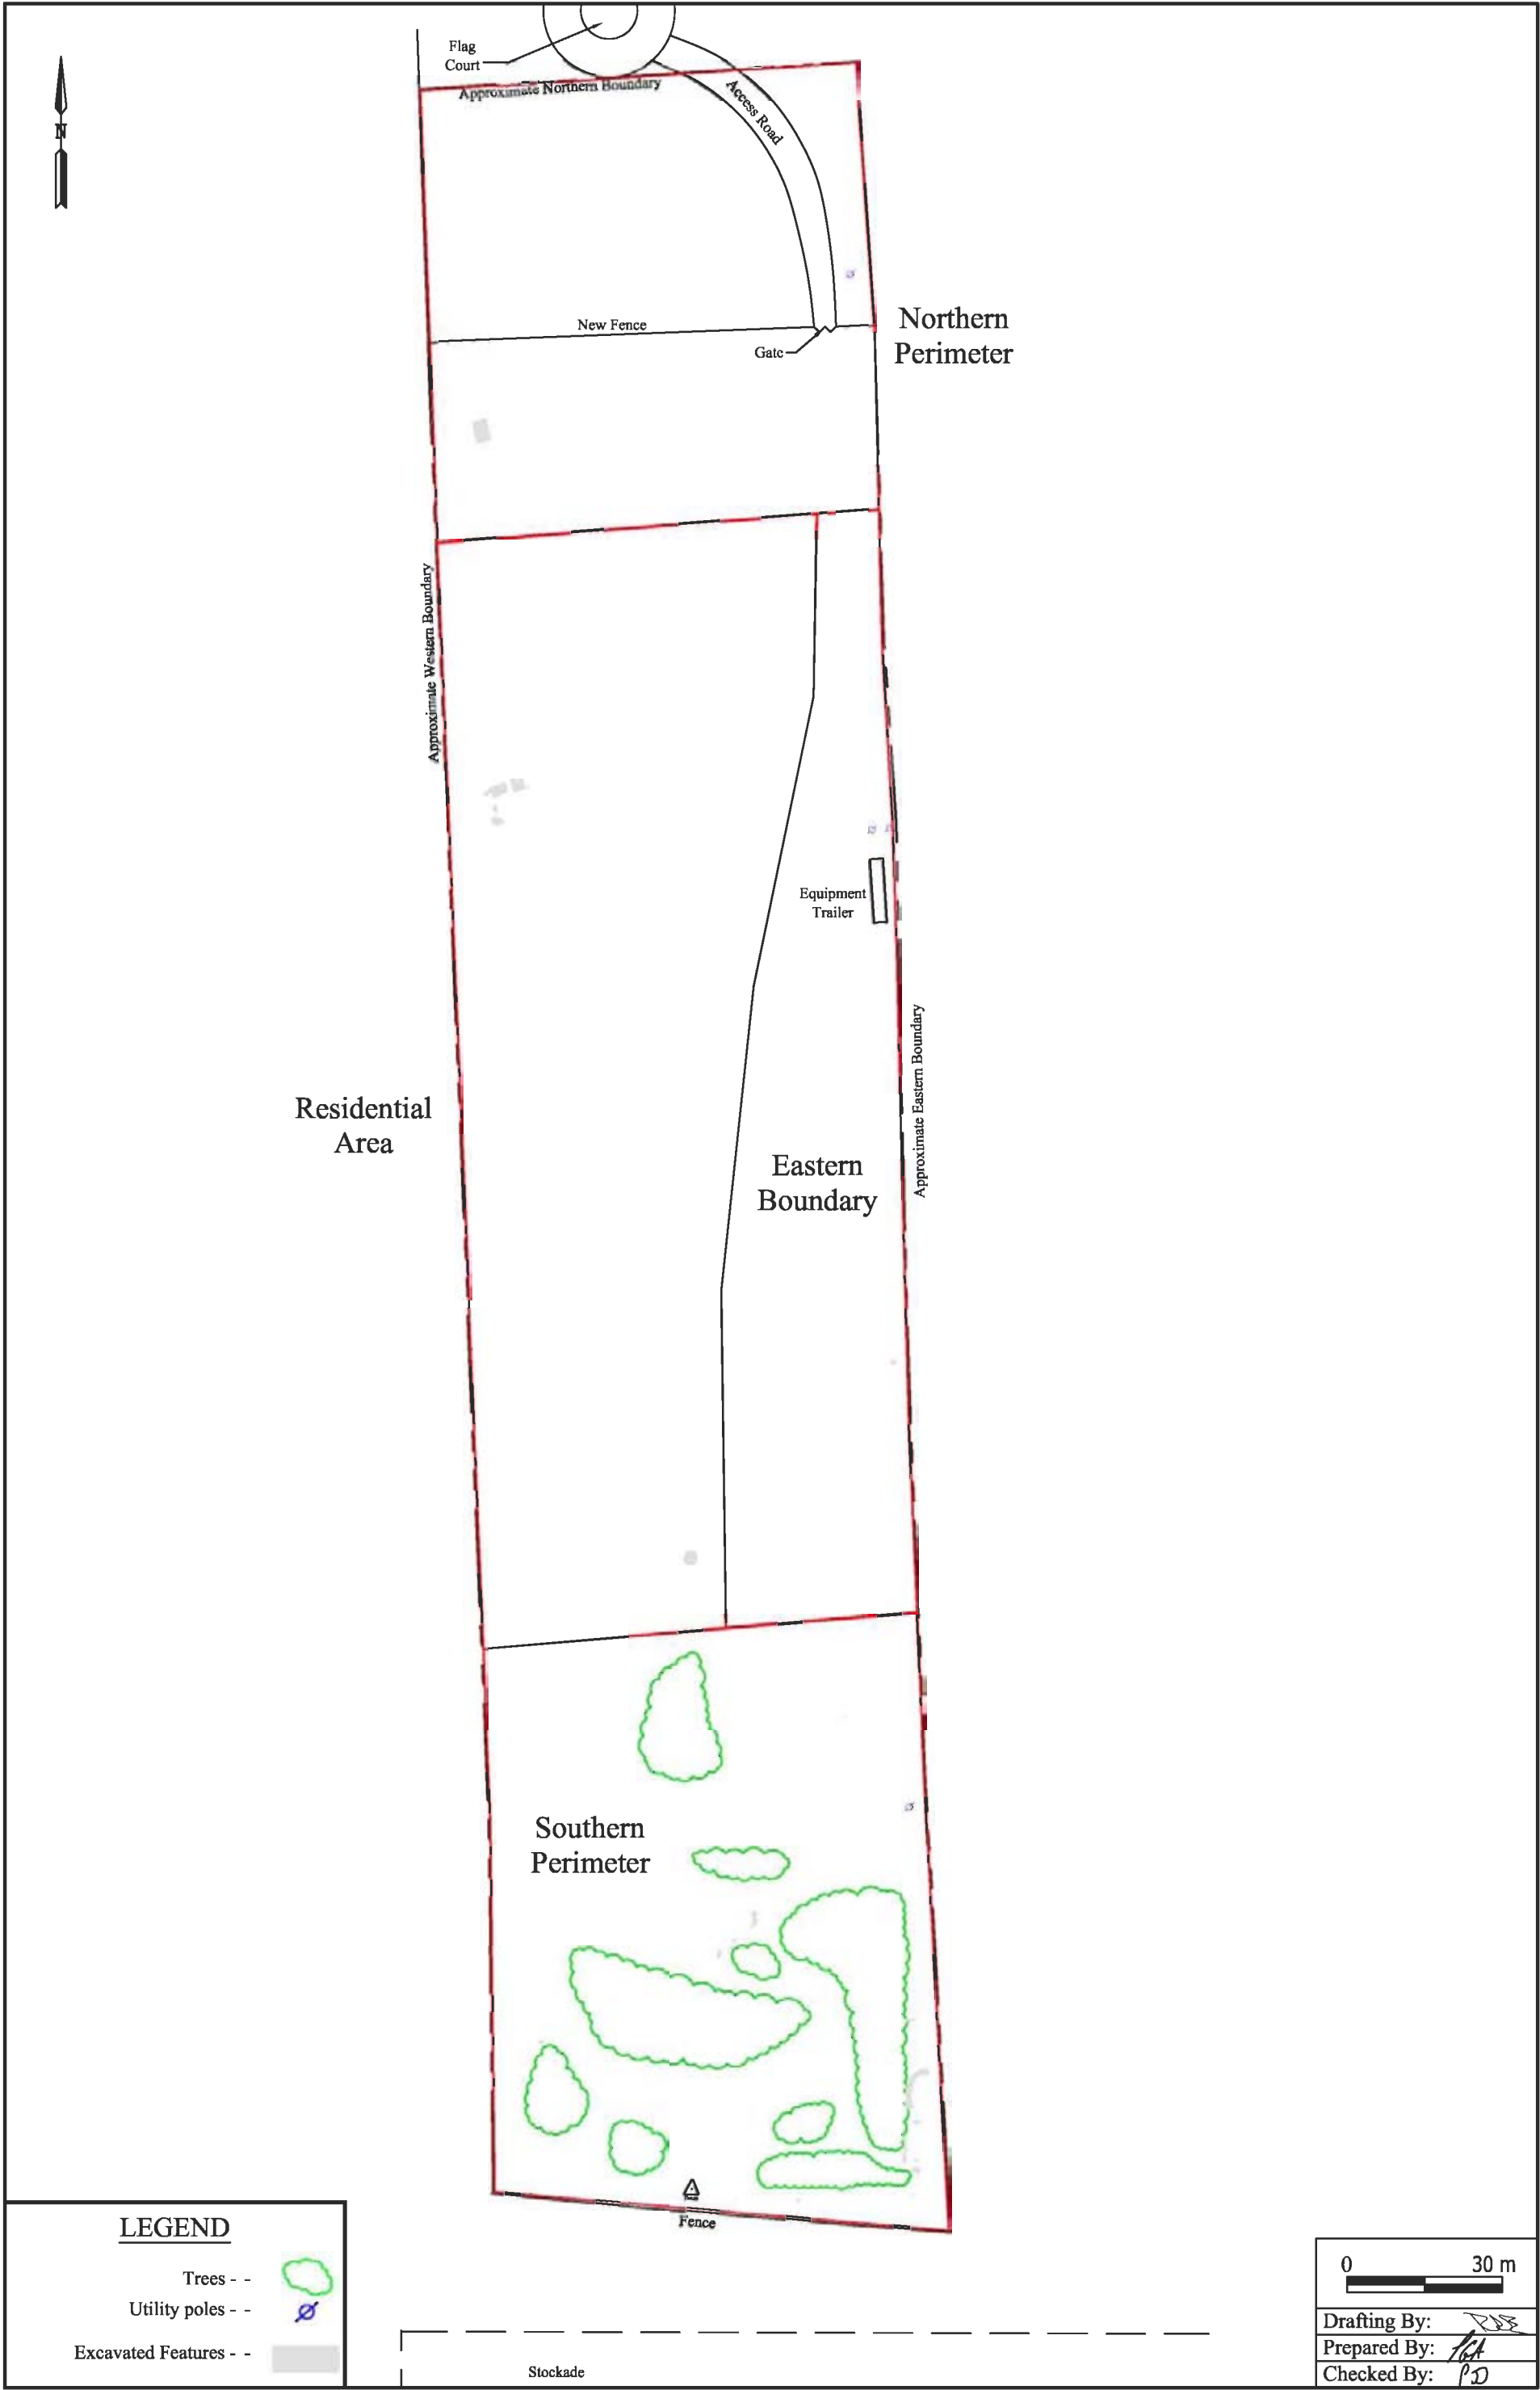 Flag
Court
Approximate Northern Boundary
Access Road
N
New Fence
Gate
Northern
Perimeter
Approximate Western Boundary
Equipment
Trailer
Approximate Eastern Boundary
Residential
Area
Eastern
Boundary
Southern
Perimeter
Fence
LEGEND
Trees - -
Utility poles - -
Excavated Features - -
Stockade
0 30 m
Drafting By:
Prepared By:
Checked By: PD